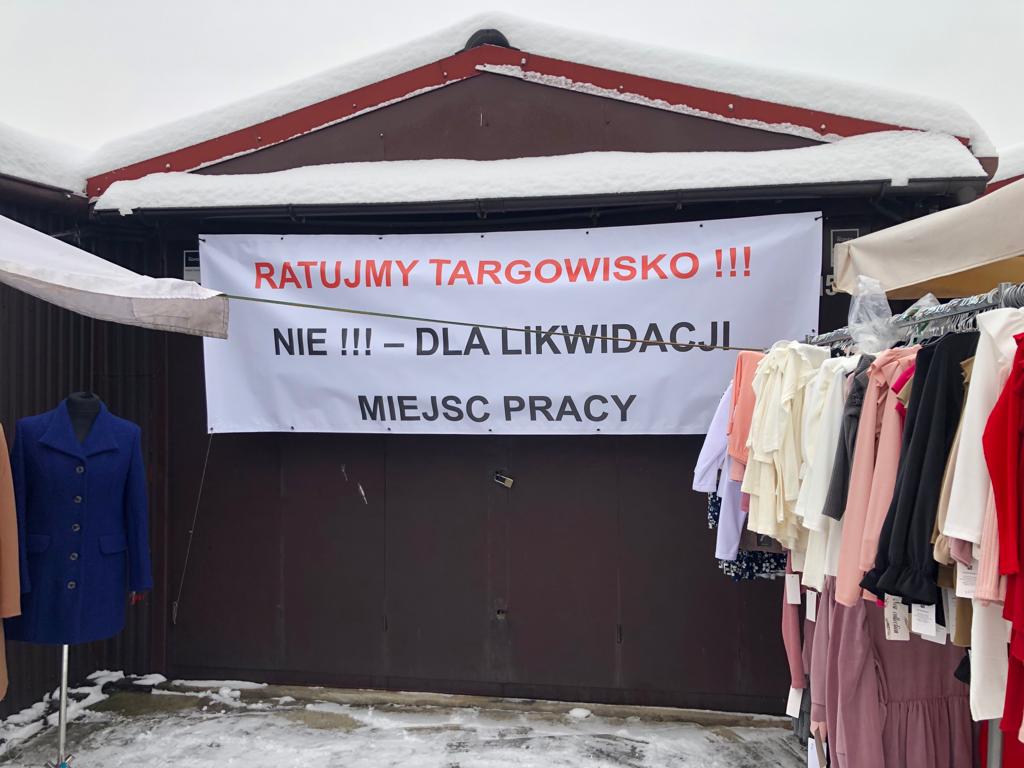 RATUJMY TARGOWISKO !!!
NIE !!! – DLA LIKWIDACJI
MIEJSC PRACY